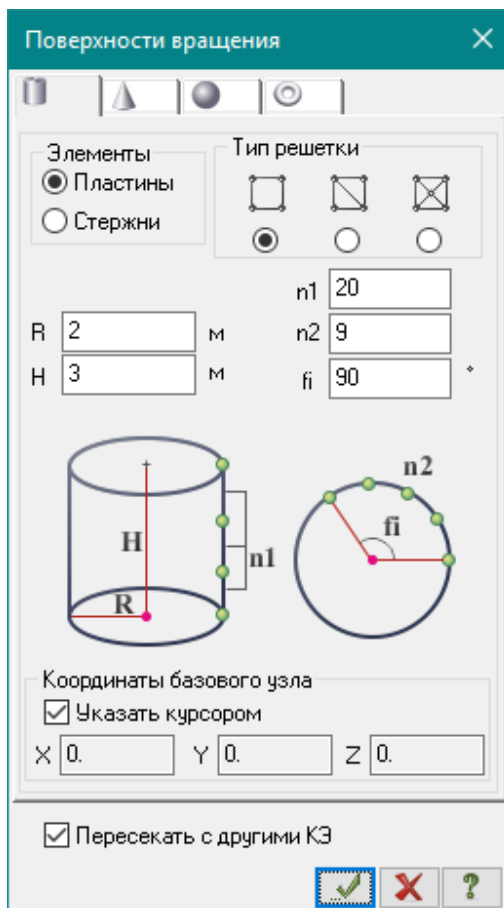 Поверхности вращения
Элементы
Тип решетки
Пластины
Стержни
n1 20
R 2 м n2 9
H 3 м fi 90 °
n2
fi
H
n1
R
Координаты базового узла
Указать курсором
X 0. Y 0. Z 0.
Пересекать с другими КЭ
?